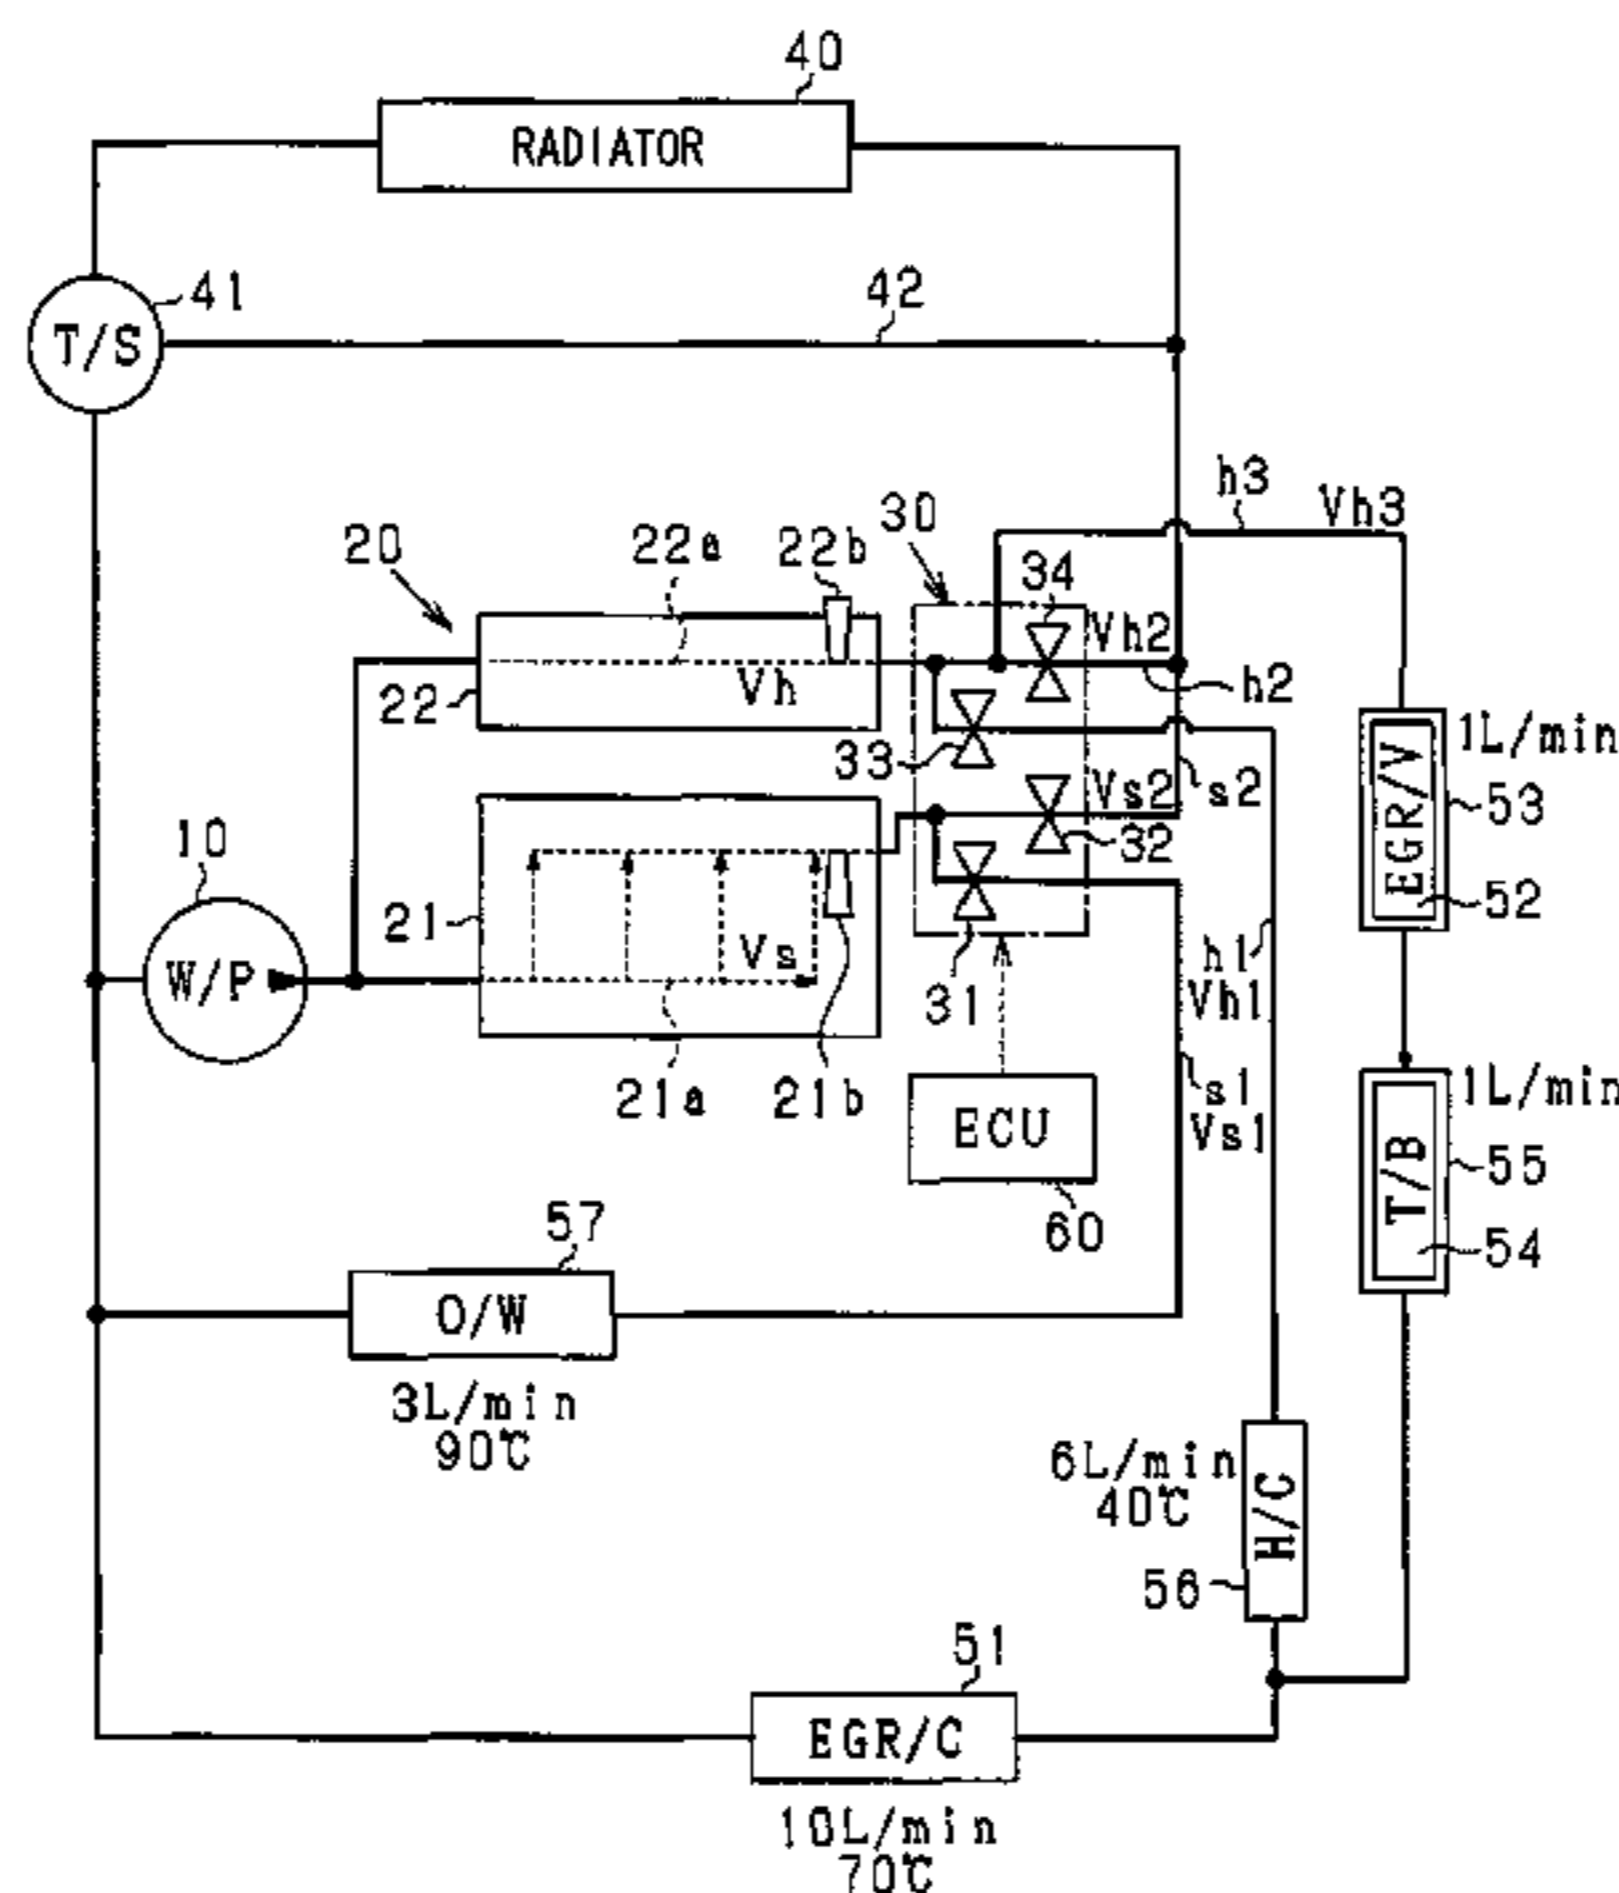 40
RADIATOR
41
42
T/S
h3
Vh3
30
20
22a
22b
34
Vh2
h2
Vh
22
1L/min
33
EGR/V
53
Vs2
s2
10
32
52
21
Vs
W/P
h1
Vh1
31
21a
21b
s1
Vs1
1L/min
ECU
T/B
55
60
54
57
O/W
3L/min
90℃
6L/min
40℃
H/C
56
51
EGR/C
10L/min
70℃